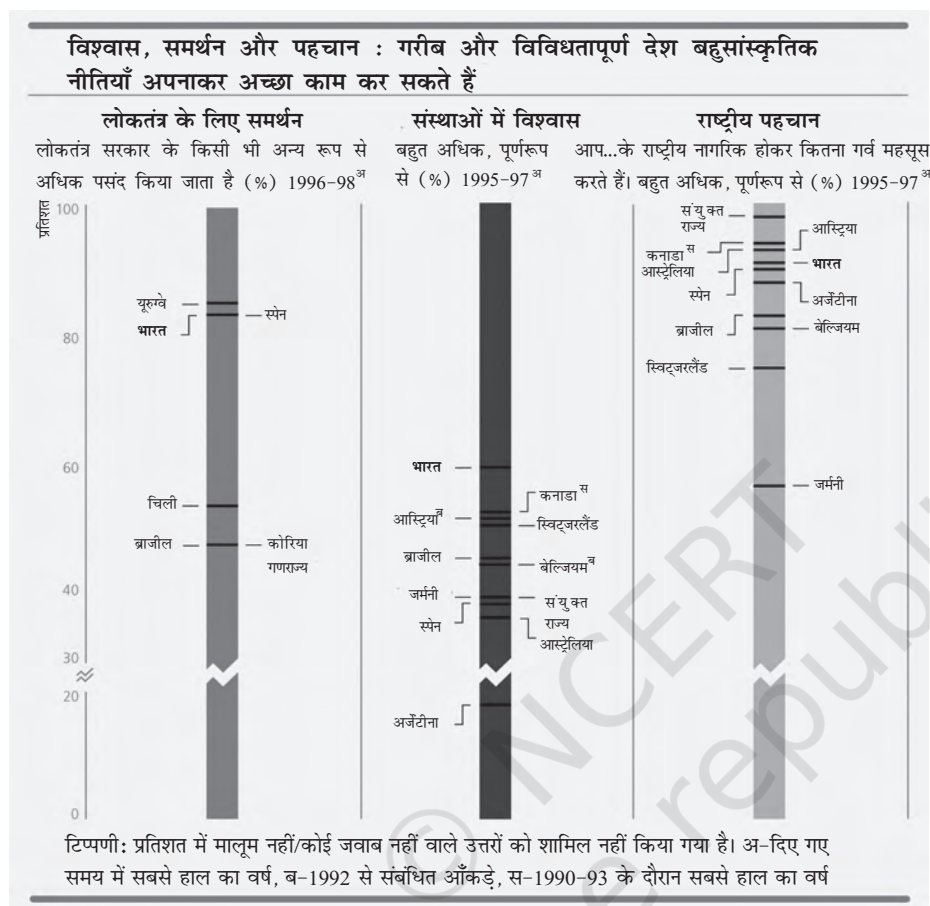 विश्वास, समर्थन और पहचान : गरीब और विविधतापूर्ण देश बहुसांस्कृतिक
नीतियाँ अपनाकर अच्छा काम कर सकते हैं
लोकतंत्र के लिए समर्थन
लोकतंत्र सरकार के किसी भी अन्य रूप से
अधिक पसंद किया जाता है (%) 1996-98अ
संस्थाओं में विश्वास
बहुत अधिक, पूर्णरूप
से (%) 1995-97अ
राष्ट्रीय पहचान
आप...के राष्ट्रीय नागरिक होकर कितना गर्व महसूस
करते हैं। बहुत अधिक, पूर्णरूप से (%) 1995-97अ
प्रतिशत
100
80
60
40
30
20
0
यूरुग्वे
भारत
स्पेन
चिली
ब्राजील
कोरिया
गणराज्य
भारत
कनाडास
आस्ट्रियाब
स्विट्जरलैंड
ब्राजील
बेल्जियमब
जर्मनी
संयुक्त
राज्य
स्पेन
आस्ट्रेलिया
अर्जेंटीना
संयुक्त
राज्य
आस्ट्रिया
कनाडास
आस्ट्रेलिया
भारत
स्पेन
अर्जेंटीना
ब्राजील
बेल्जियम
स्विट्जरलैंड
जर्मनी
टिप्पणी: प्रतिशत में मालूम नहीं/कोई जवाब नहीं वाले उत्तरों को शामिल नहीं किया गया है। अ-दिए गए
समय में सबसे हाल का वर्ष, ब-1992 से संबंधित आँकड़े, स-1990-93 के दौरान सबसे हाल का वर्ष
© NCERT
e republi